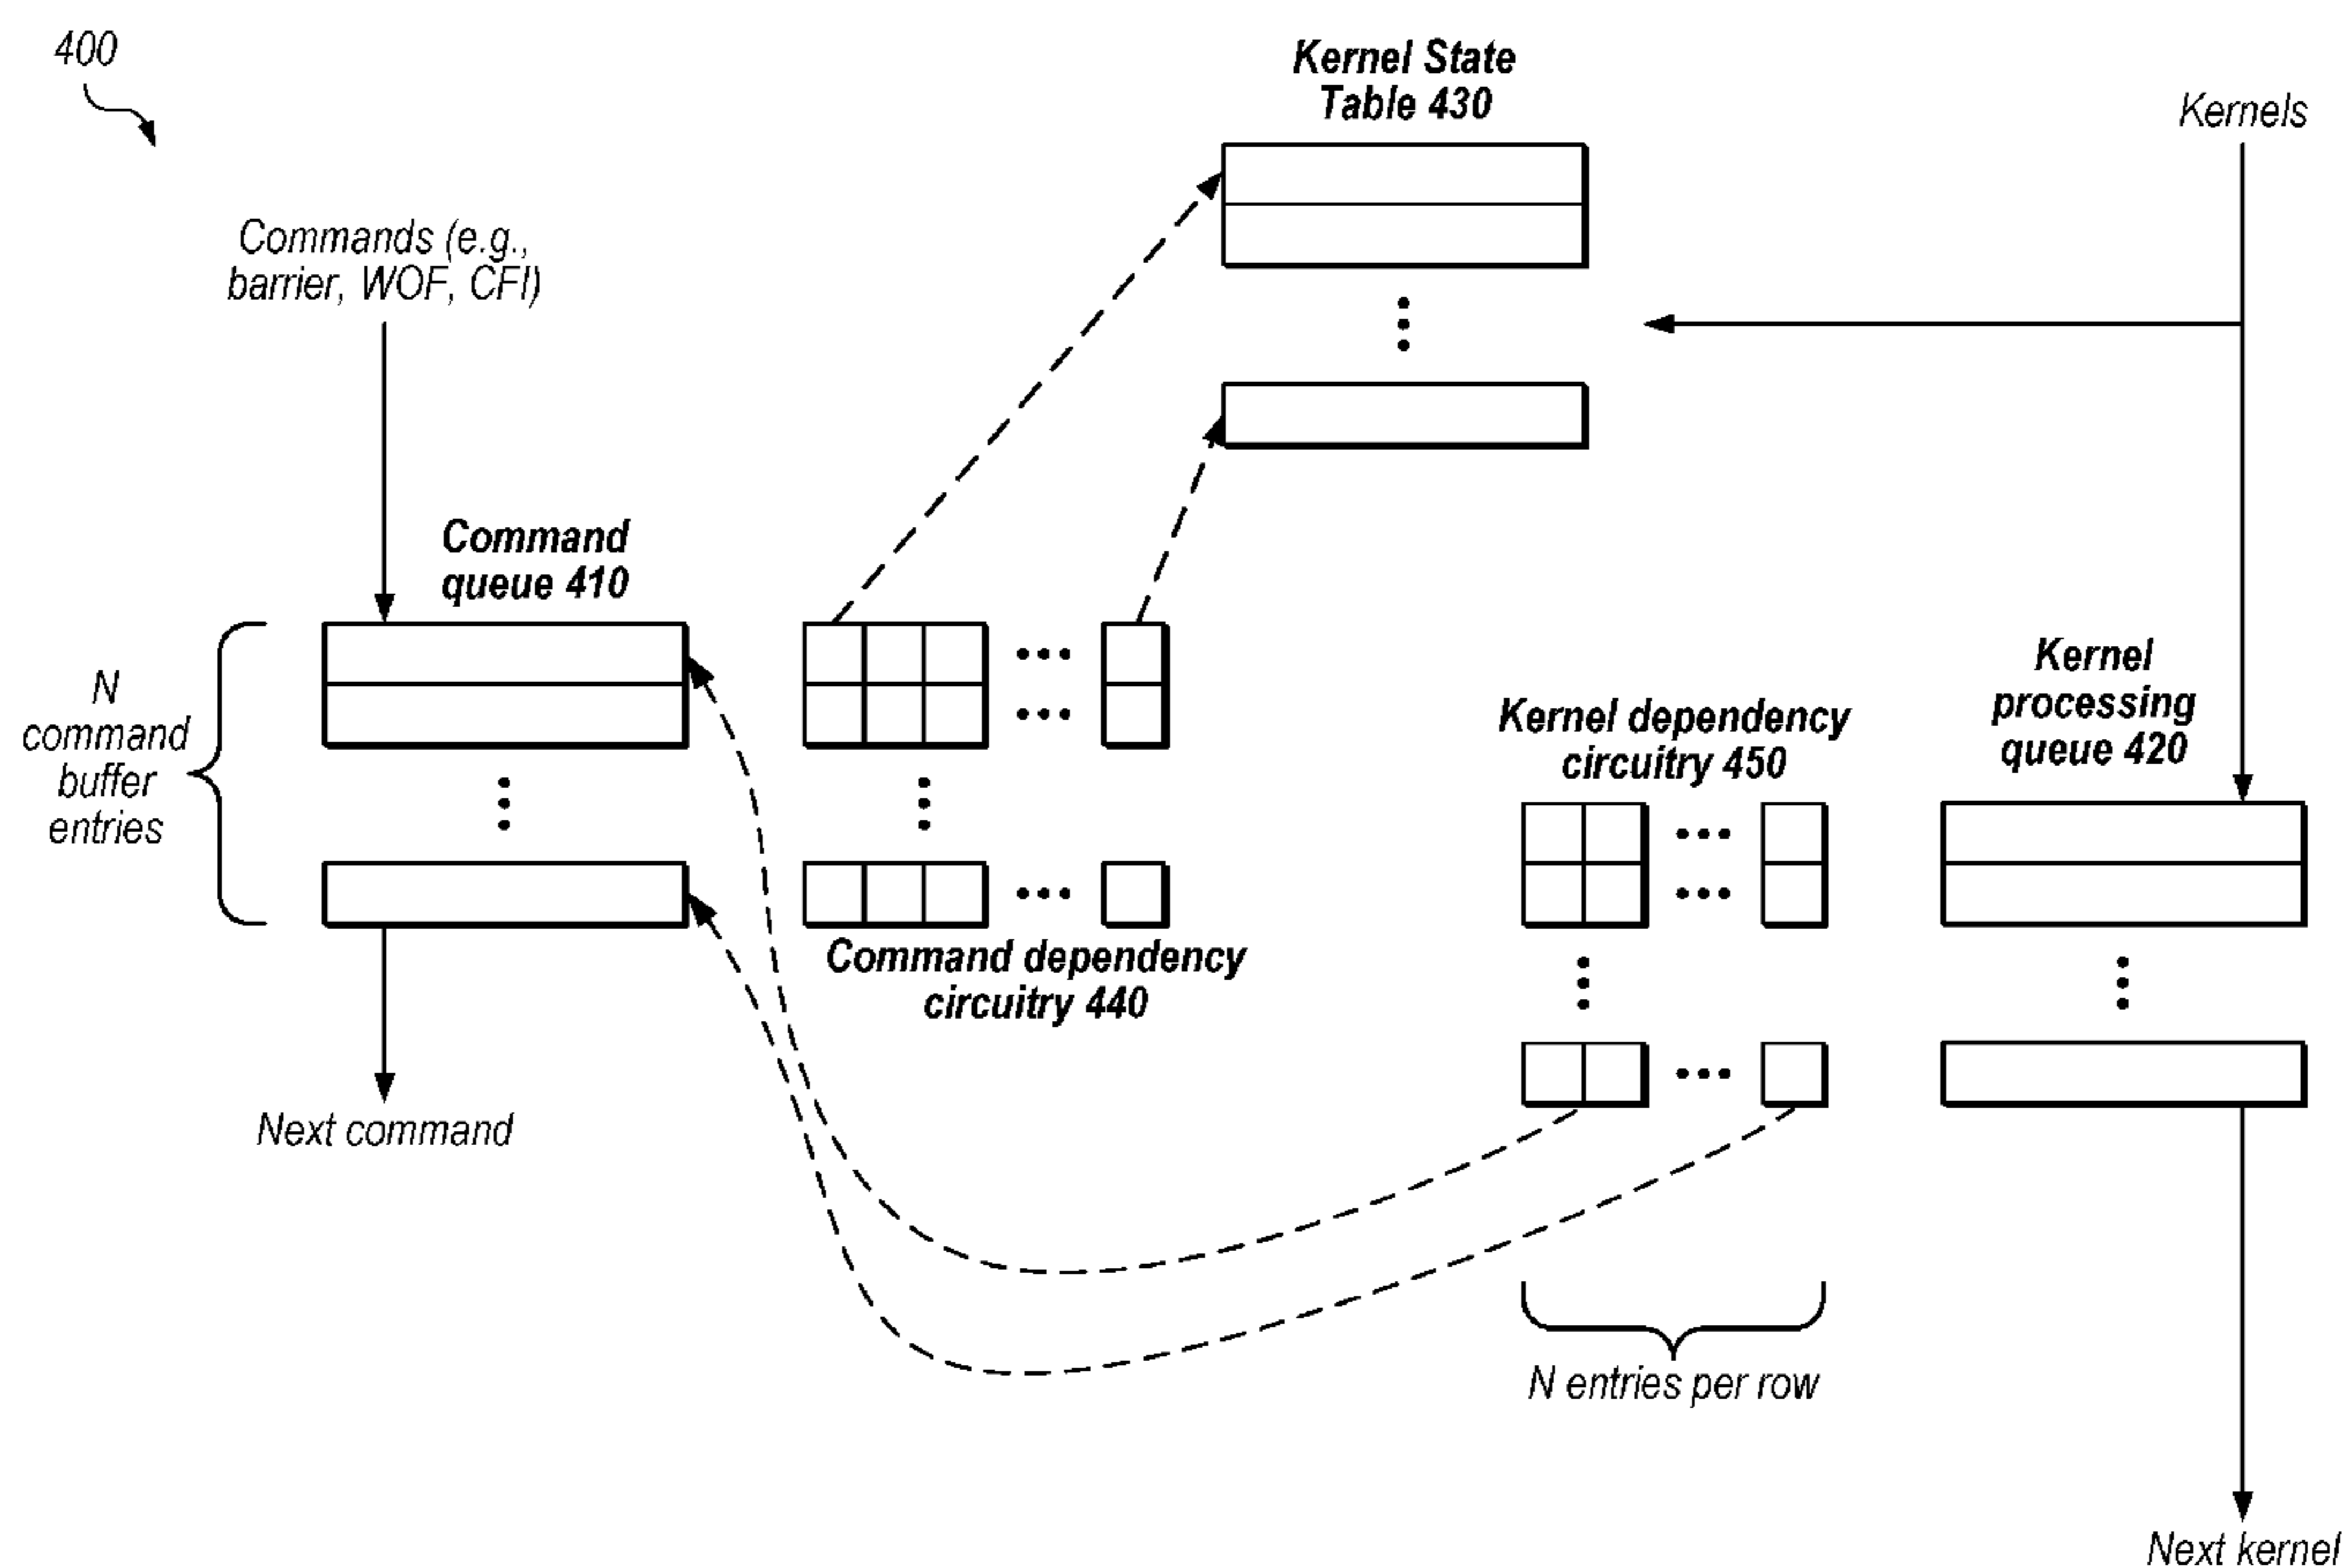 400
Kernel State
Table 430
Kernels
Commands (e.g.,
barrier, WOF, CFI)
Command
queue 410
N
command
buffer
entries
Kernel
processing
queue 420
Kernel dependency
circuitry 450
Command dependency
circuitry 440
Next command
N entries per row
Next kernel